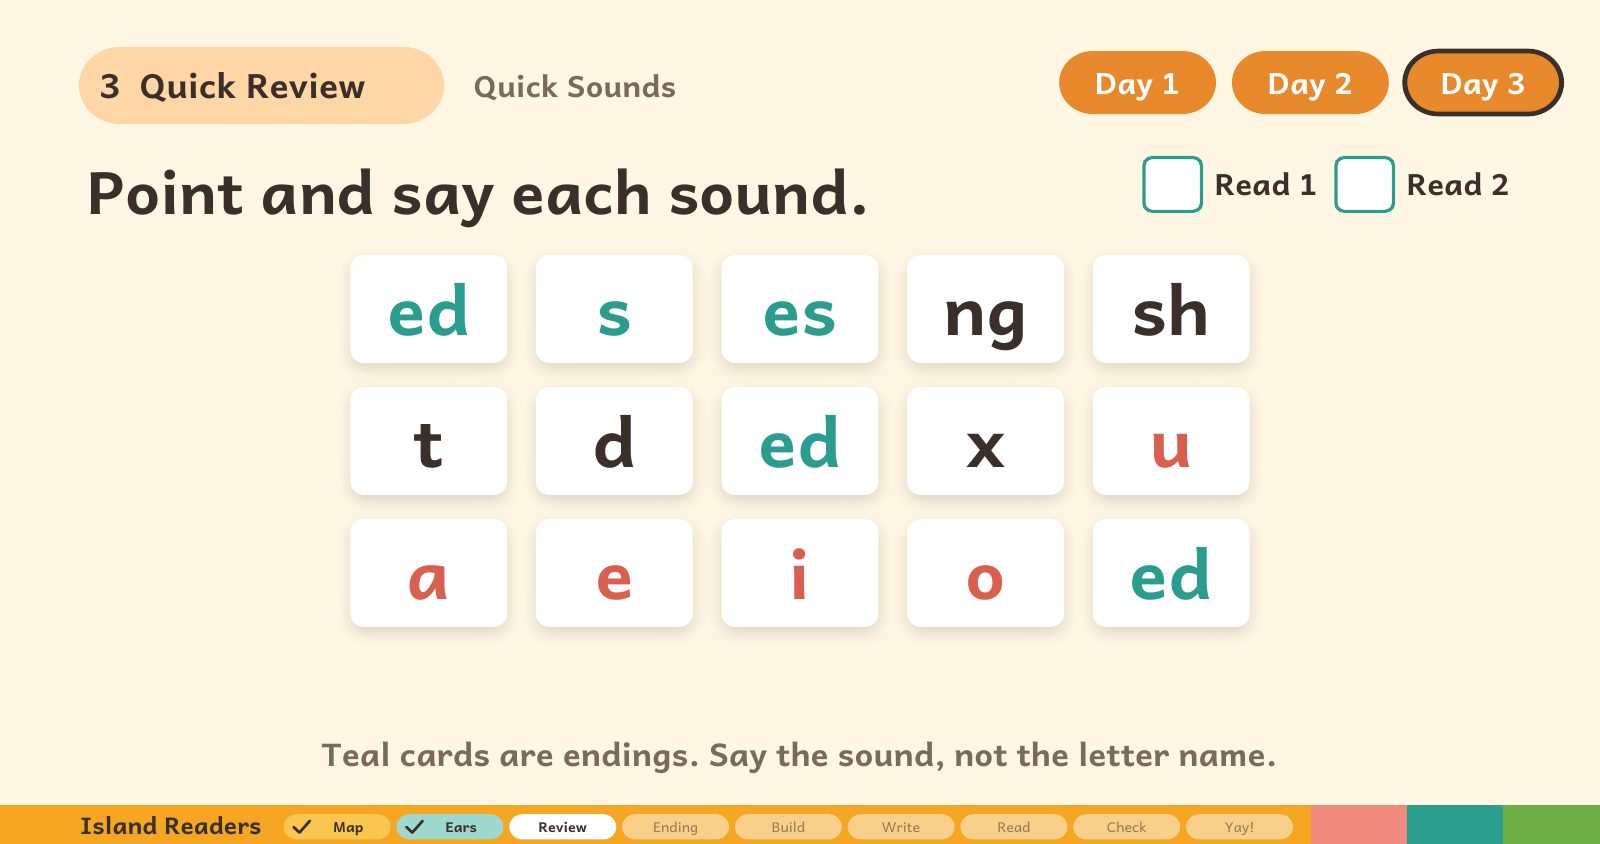 3 Quick Review
Quick Sounds
Day 1 Day 2 Day 3
Point and say each sound.
Read 1 Read 2
ed s es ng sh
t d ed x u
a e i o ed
Teal cards are endings. Say the sound, not the letter name.
Island Readers Map Ears Review Ending Build Write Read Check Yay!